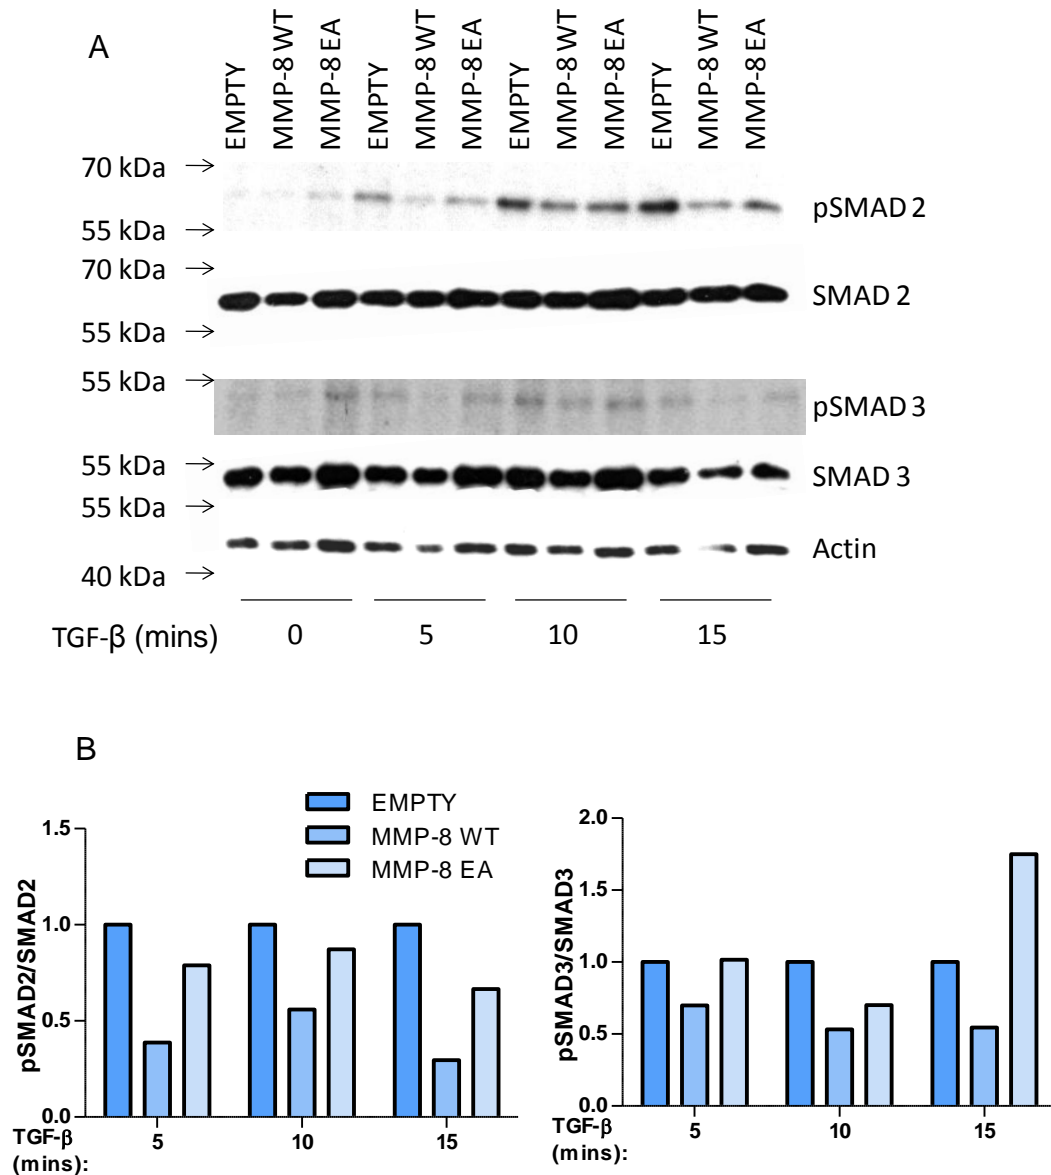 A
EMPTY
MMP-8 WT
MMP-8 EA
EMPTY
MMP-8 WT
MMP-8 EA
EMPTY
MMP-8 WT
MMP-8 EA
EMPTY
MMP-8 WT
MMP-8 EA
70 kDa
pSMAD 2
55 kDa
70 kDa
SMAD 2
55 kDa
55 kDa
pSMAD 3
55 kDa
SMAD 3
55 kDa
Actin
40 kDa
TGF-β (mins) 0 5 10 15
B
EMPTY
MMP-8 WT
MMP-8 EA
pSMAD2/SMAD2
1.5
1.0
0.5
0.0
TGF-β
(mins):
5 10 15
pSMAD3/SMAD3
2.0
1.5
1.0
0.5
0.0
TGF-β
(mins):
5 10 15